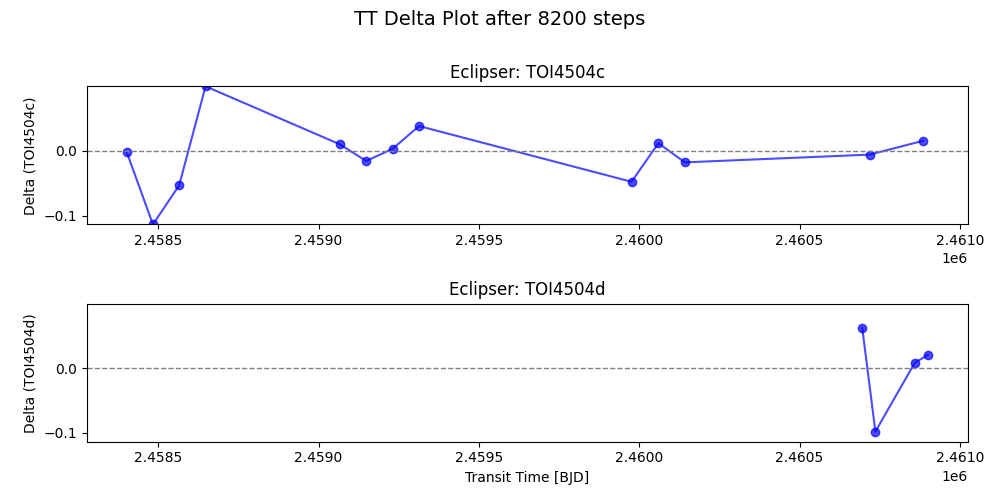 TT Delta Plot after 8200 steps
Eclipser: TOI4504c
Delta (TOI4504c)
0.0
−0.1
2.4585 2.4590 2.4595 2.4600 2.4605 2.4610
1e6
Eclipser: TOI4504d
Delta (TOI4504d)
0.0
−0.1
2.4585 2.4590 2.4595 2.4600 2.4605 2.4610
Transit Time [BJD]
1e6